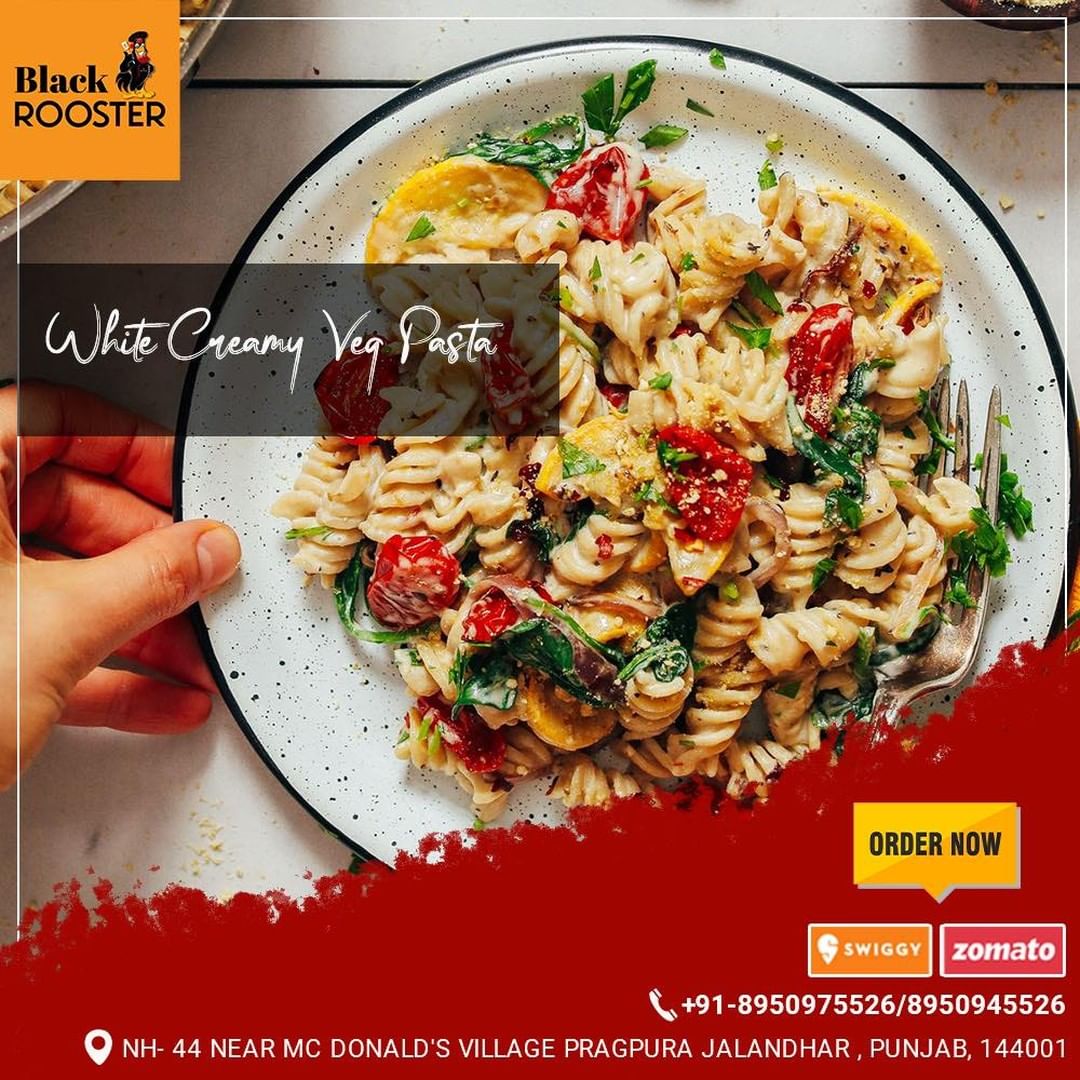 Black
ROOSTER
White Creamy Veg Pasta
ORDER NOW
SWIGGY
zomato
+91-8950975526/8950945526
NH- 44 NEAR MC DONALD'S VILLAGE PRAGPURA JALANDHAR , PUNJAB, 144001